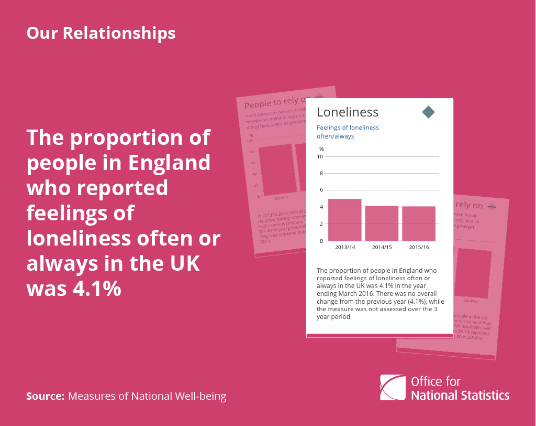 Our Relationships
The proportion of
people in England
who reported
feelings of
loneliness often or
always in the UK
was 4.1%
People to rely
Loneliness
Feelings of loneliness
often/always
%
10
8
6
4
2
0
2013/14 2014/15 2015/16
The proportion of people in England who
reported feelings of loneliness often or
always in the UK was 4.1% in the year
ending March 2016. There was no overall
change from the previous year (4.1%), while
the measure was not assessed over the 3
year period.
rely on
Source: Measures of National Well-being
Office for
National Statistics